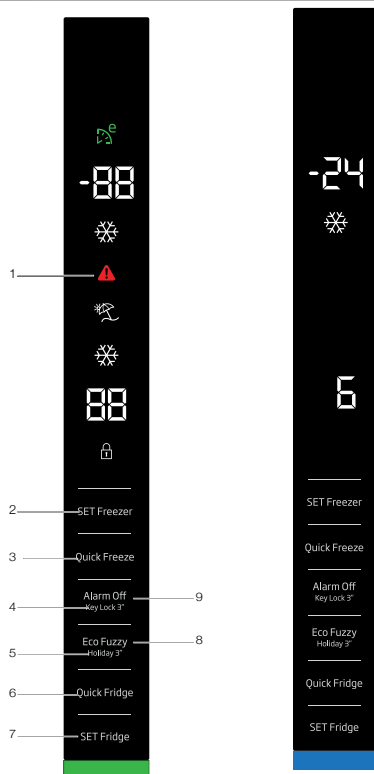 e
-88
1
88
2
SET Freezer
3
Quick Freeze
Alarm Off
9
4
Key Lock 3"
Eco Fuzzy
8
5
Holiday 3"
6
Quick Fridge
7
SET Fridge
-24
6
SET Freezer
Quick Freeze
Alarm Off
Key Lock 3"
Eco Fuzzy
Holiday 3"
Quick Fridge
SET Fridge